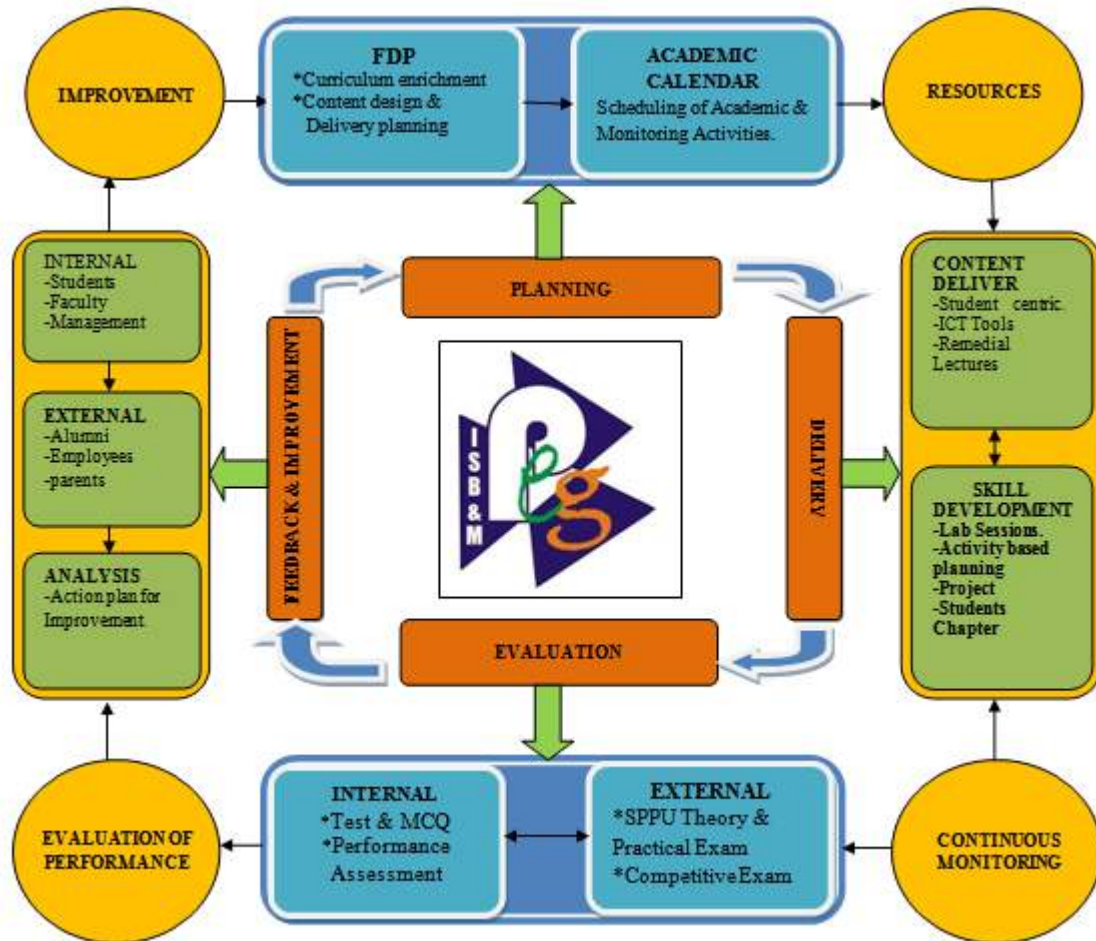 IMPROVEMENT
FDP
*Curriculum enrichment
*Content design &
Delivery planning
ACADEMIC
CALENDAR
Scheduling of Academic &
Monitoring Activities.
RESOURCES
INTERNAL
-Students
-Faculty
-Management
EXTERNAL
-Alumni
-Employees
-parents
ANALYSIS
-Action plan for
Improvement
FEEDBACK & IMPROVEMENT
PLANNING
ISB&M
Peg
DELIVERY
EVALUATION
CONTENT
DELIVER
-Student centric.
-ICT Tools
-Remedial
Lectures
SKILL
DEVELOPMENT
-Lab Sessions.
-Activity based
planning
-Project
-Students
Chapter
EVALUATION OF
PERFORMANCE
INTERNAL
*Test & MCQ
*Performance
Assessment
EXTERNAL
*SPPU Theory &
Practical Exam
*Competitive Exam
CONTINUOUS
MONITORING